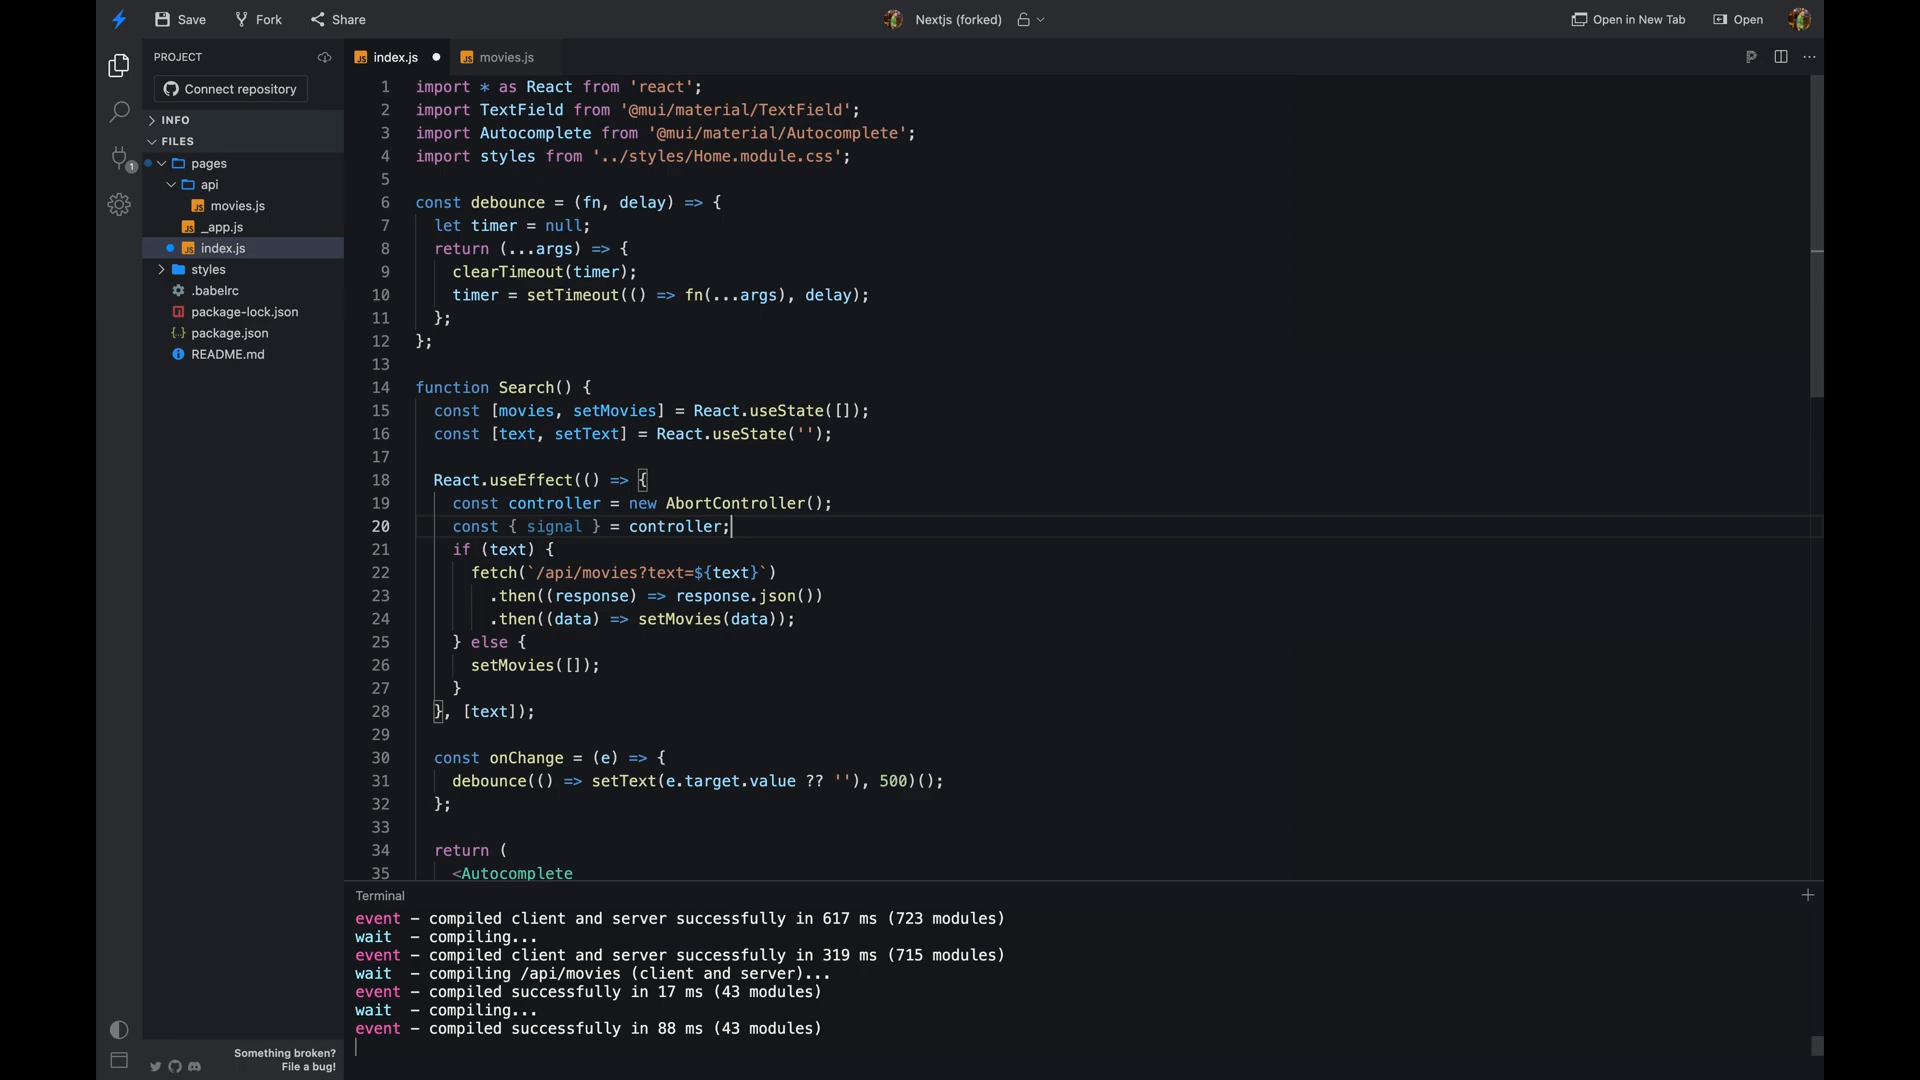 Save
Fork
Share
Nextjs (forked)
Open in New Tab
Open
PROJECT
Connect repository
INFO
FILES
pages
api
movies.js
_app.js
index.js
styles
.babelrc
package-lock.json
package.json
README.md
1
Something broken?
File a bug!
index.js
movies.js
1 import * as React from 'react';
2 import TextField from '@mui/material/TextField';
3 import Autocomplete from '@mui/material/Autocomplete';
4 import styles from '../styles/Home.module.css';
5
6 const debounce = (fn, delay) => {
7 let timer = null;
8 return (...args) => {
9 clearTimeout(timer);
10 timer = setTimeout(() => fn(...args), delay);
11 };
12 };
13
14 function Search() {
15 const [movies, setMovies] = React.useState([]);
16 const [text, setText] = React.useState('');
17
18 React.useEffect(() => {
19 const controller = new AbortController();
20 const { signal } = controller;
21 if (text) {
22 fetch(`/api/movies?text=${text}`)
23 .then((response) => response.json())
24 .then((data) => setMovies(data));
25 } else {
26 setMovies([]);
27 }
28 }, [text]);
29
30 const onChange = (e) => {
31 debounce(() => setText(e.target.value ?? ''), 500)();
32 };
33
34 return (
35 <Autocomplete
Terminal
event – compiled client and server successfully in 617 ms (723 modules)
wait – compiling...
event – compiled client and server successfully in 319 ms (715 modules)
wait – compiling /api/movies (client and server)...
event – compiled successfully in 17 ms (43 modules)
wait – compiling...
event – compiled successfully in 88 ms (43 modules)